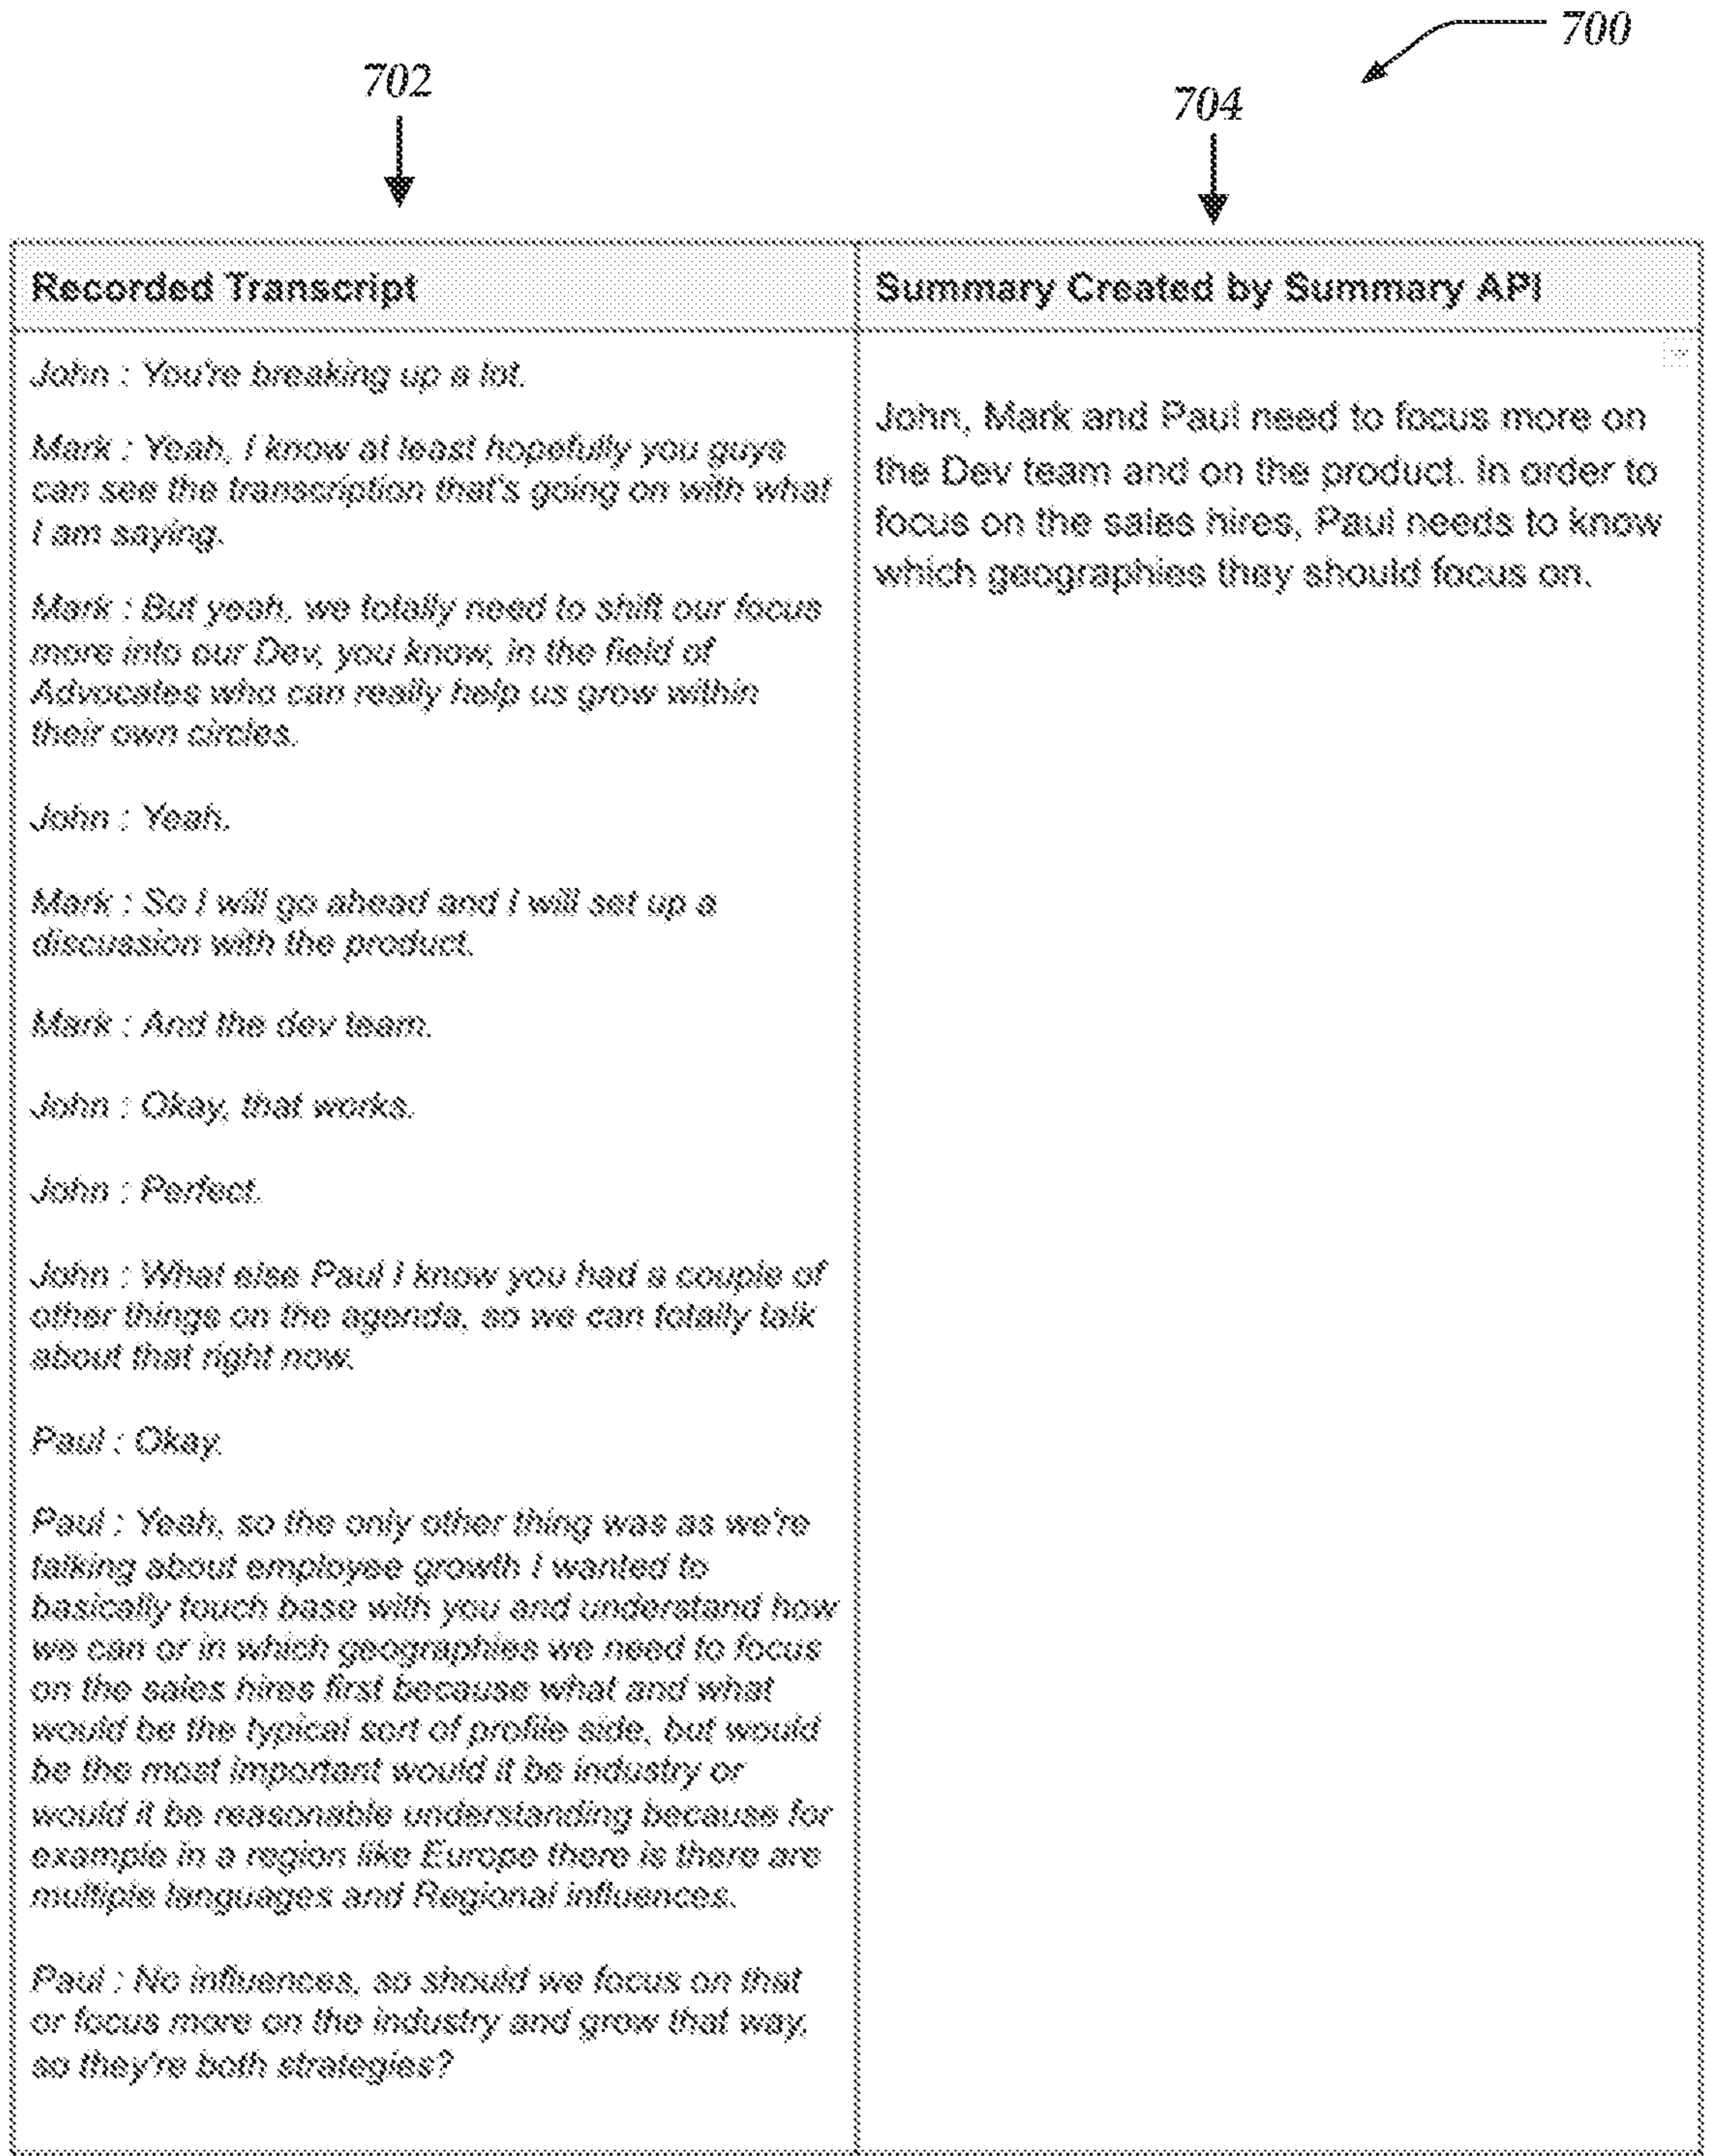 700
702
704
Recorded Transcript
Summary Created by Summary API
John : You're breaking up a lot.
Mark : Yeah, I know at least hopefully you guys
can see the transcription that's going on with what
I am saying.
Mark : But yeah, we totally need to shift our focus
more into our Dev, you know, in the field of
Advocates who can really help us grow within
their own circles.
John : Yeah.
Mark : So I will go ahead and I will set up a
discussion with the product.
Mark : And the dev team.
John : Okay, that works.
John : Perfect.
John : What else Paul I know you had a couple of
other things on the agenda, so we can totally talk
about that right now.
Paul : Okay.
Paul : Yeah, so the only other thing was as we're
talking about employee growth I wanted to
basically touch base with you and understand how
we can or in which geographies we need to focus
on the sales hires first because what and what
would be the typical sort of profile side, but would
be the most important would it be industry or
would it be reasonable understanding because for
example in a region like Europe there is there are
multiple languages and Regional influences.
Paul : No influences, so should we focus on that
or focus more on the industry and grow that way,
so they're both strategies?
John, Mark and Paul need to focus more on
the Dev team and on the product. In order to
focus on the sales hires, Paul needs to know
which geographies they should focus on.